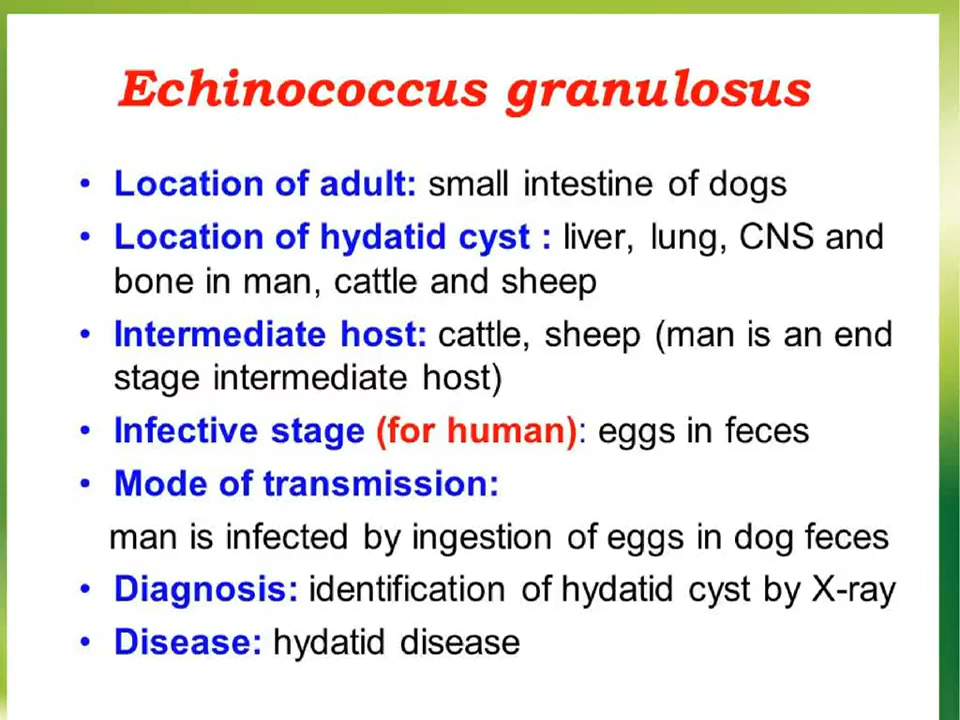 Echinococcus granulosus
• Location of adult: small intestine of dogs
• Location of hydatid cyst : liver, lung, CNS and
bone in man, cattle and sheep
• Intermediate host: cattle, sheep (man is an end
stage intermediate host)
• Infective stage (for human): eggs in feces
• Mode of transmission:
man is infected by ingestion of eggs in dog feces
• Diagnosis: identification of hydatid cyst by X-ray
• Disease: hydatid disease